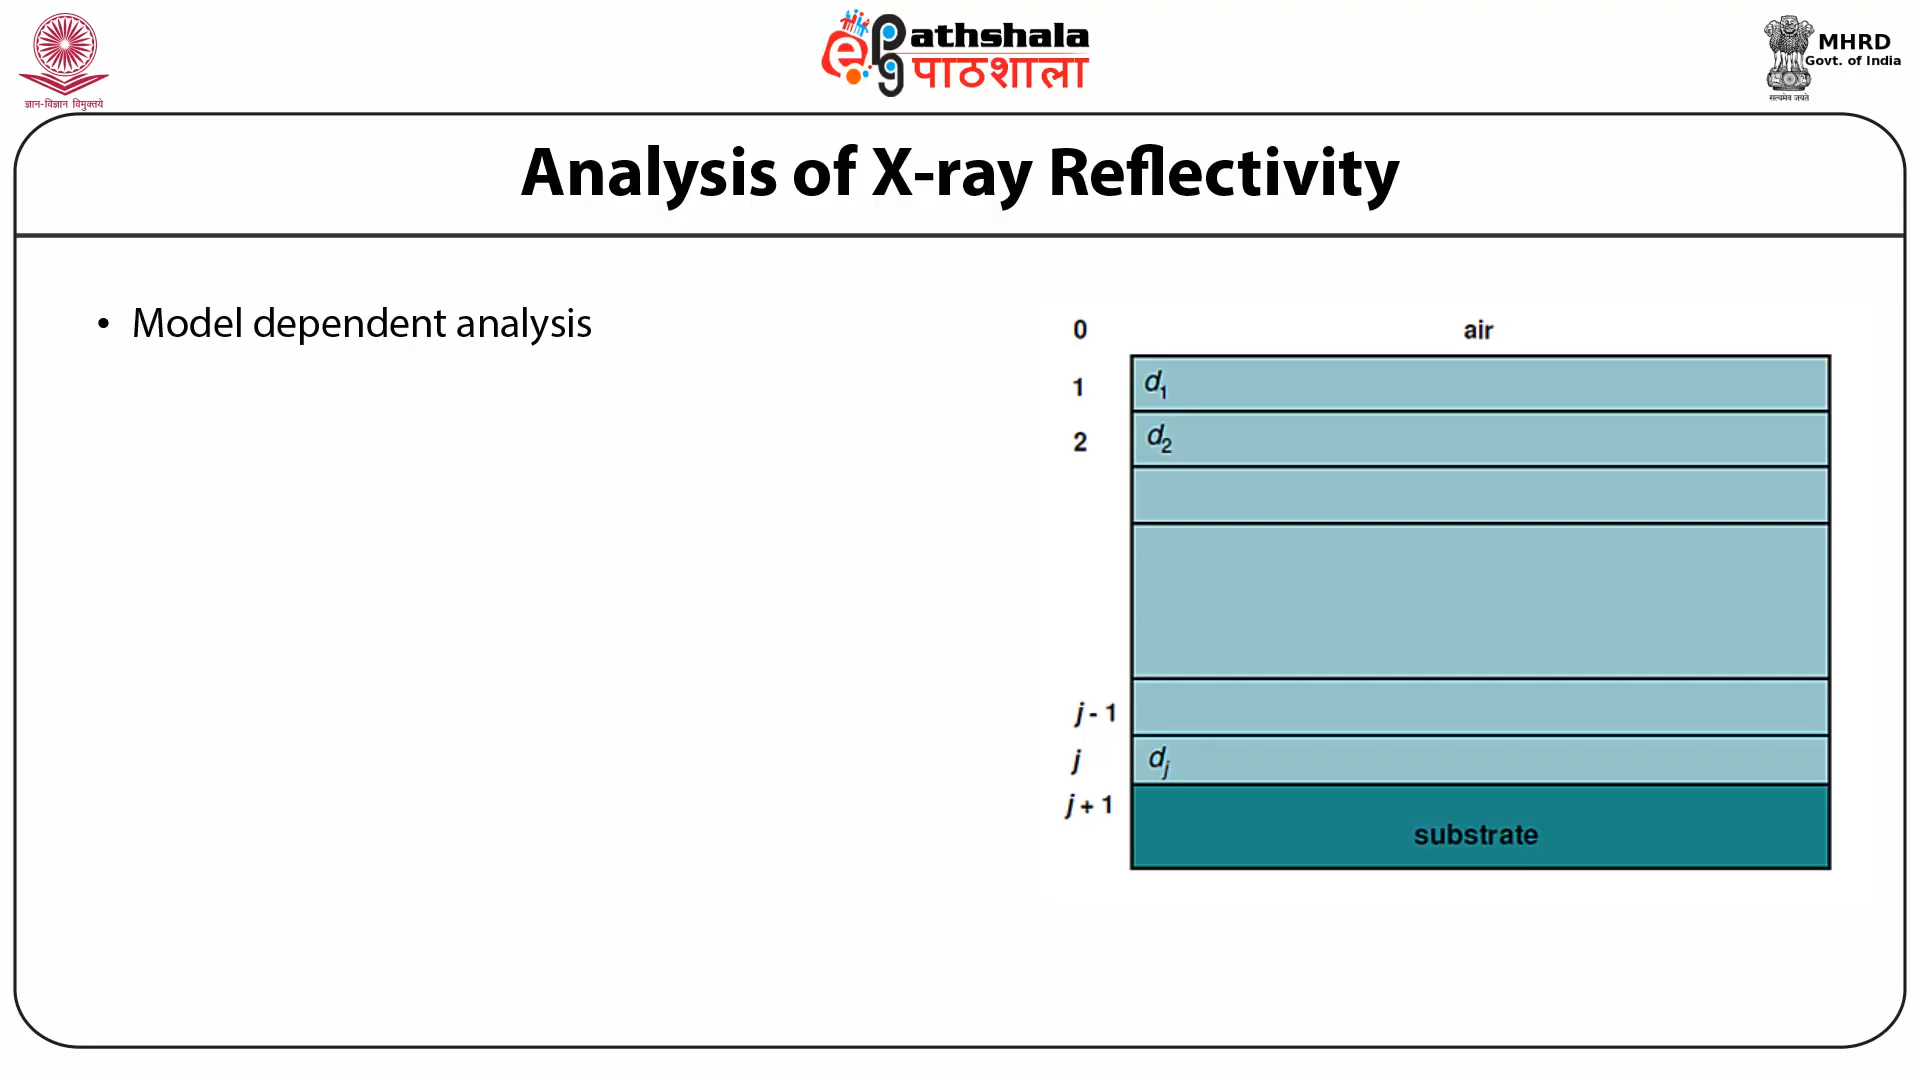 ज्ञान-विज्ञान विमुक्तये
ePathshala
पाठशाला
MHRD
Govt. of India
सत्यमेव जयते
Analysis of X-ray Reflectivity
• Model dependent analysis
0 air
1 d₁
2 d₂
j - 1
j dⱼ
j + 1
substrate